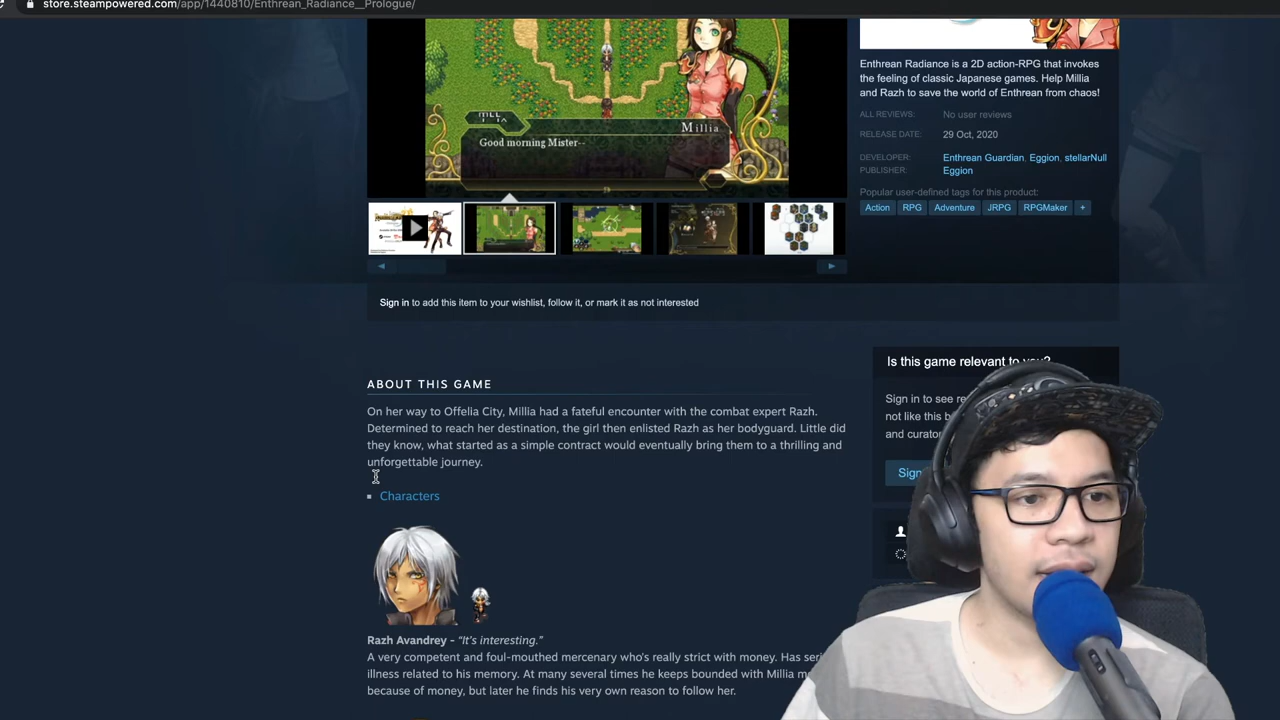 store.steampowered.com/app/1440810/Enthrean_Radiance__Prologue/
Millia
Good morning Mister--
Enthrean Radiance is a 2D action-RPG that invokes
the feeling of classic Japanese games. Help Millia
and Razh to save the world of Enthrean from chaos!
ALL REVIEWS: No user reviews
RELEASE DATE: 29 Oct, 2020
DEVELOPER: Enthrean Guardian, Eggion, stellarNull
PUBLISHER: Eggion
Popular user-defined tags for this product:
Action RPG Adventure JRPG RPGMaker +
Sign in to add this item to your wishlist, follow it, or mark it as not interested
ABOUT THIS GAME
On her way to Offelia City, Millia had a fateful encounter with the combat expert Razh.
Determined to reach her destination, the girl then enlisted Razh as her bodyguard. Little did
they know, what started as a simple contract would eventually bring them to a thrilling and
unforgettable journey.
Characters
Razh Avandrey - “It's interesting.”
A very competent and foul-mouthed mercenary who's really strict with money. Has
illness related to his memory. At many several times he keeps bounded with Millia
because of money, but later he finds his very own reason to follow her.
Is this game relevant to you?
Sign in to see
not like this
and
Sign